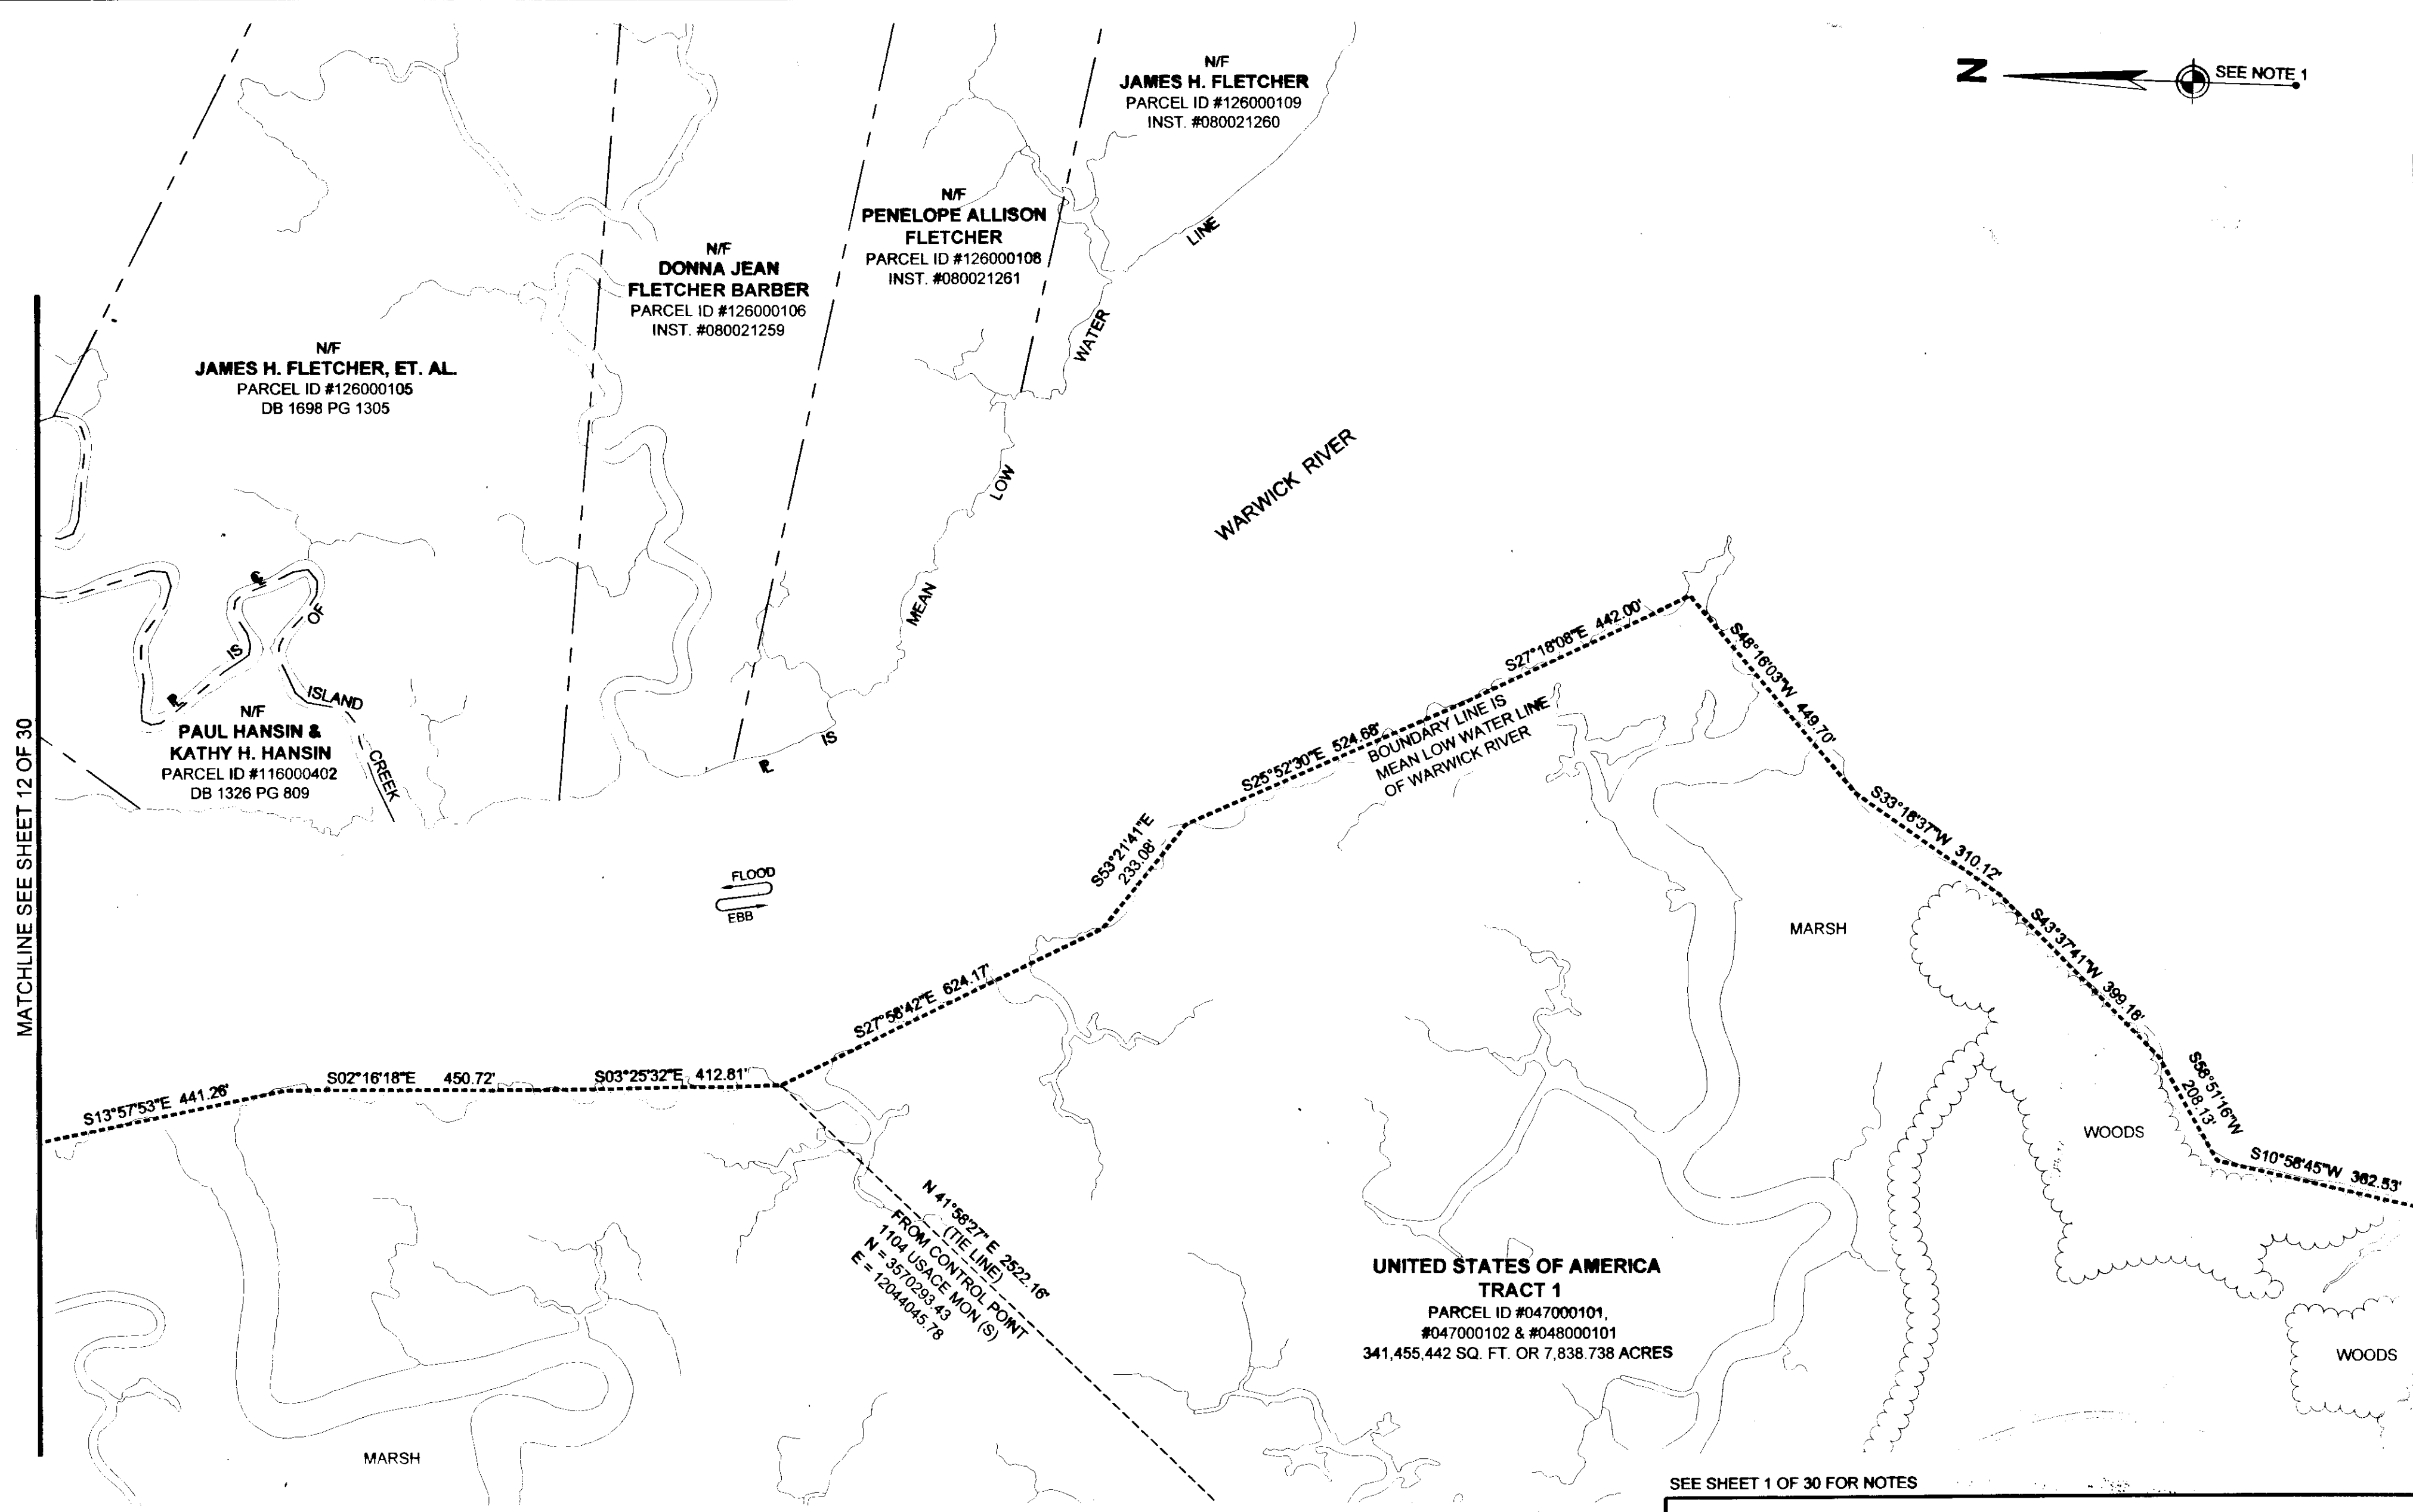 N/F
JAMES H. FLETCHER
PARCEL ID #126000109
INST. #080021260
N
SEE NOTE 1
N/F
PENELOPE ALLISON
FLETCHER
PARCEL ID #126000108
INST. #080021261
N/F
DONNA JEAN
FLETCHER BARBER
PARCEL ID #126000106
INST. #080021259
N/F
JAMES H. FLETCHER, ET. AL.
PARCEL ID #126000105
DB 1698 PG 1305
N/F
PAUL HANSIN &
KATHY H. HANSIN
PARCEL ID #116000402
DB 1326 PG 809
PL IS CL OF ISLAND CREEK
PL IS MEAN LOW WATER LINE
WARWICK RIVER
MATCHLINE SEE SHEET 12 OF 30
FLOOD
EBB
S13°57'53"E 441.26'
S02°16'18"E 450.72'
S03°25'32"E 412.81'
S27°58'42"E 624.17'
S53°21'41"E
233.08'
S25°52'30"E 524.68'
S27°18'08"E 442.00'
BOUNDARY LINE IS
MEAN LOW WATER LINE
OF WARWICK RIVER
S48°16'03"W 449.70'
S33°18'37"W 310.12'
S43°37'41"W 399.18'
S58°51'16"W
208.13'
S10°58'45"W 362.53'
MARSH
WOODS
WOODS
N 41°58'27" E 2522.16'
(TIE LINE)
FROM CONTROL POINT
1104 USACE MON (S)
N = 3570293.43
E = 12044045.78
UNITED STATES OF AMERICA
TRACT 1
PARCEL ID #047000101,
#047000102 & #048000101
341,455,442 SQ. FT. OR 7,838.738 ACRES
MARSH
SEE SHEET 1 OF 30 FOR NOTES